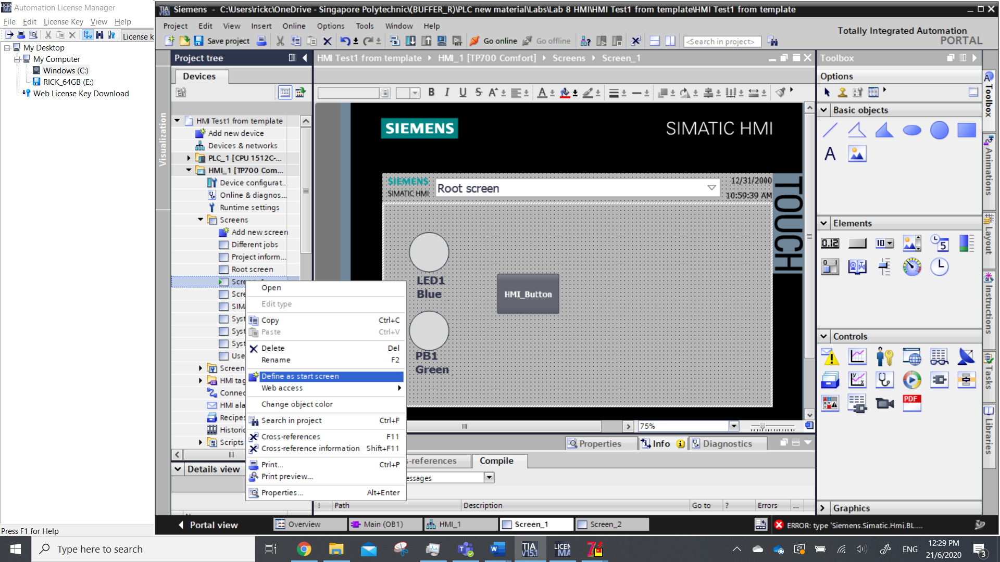 Automation License Manager
File Edit License Key View Help
License k
My Desktop
My Computer
Windows (C:)
RICK_64GB (E:)
Web License Key Download
Press F1 for Help
Siemens - C:\Users\rickc\OneDrive - Singapore Polytechnic\(BUFFER_R)\PLC new material\Labs\Lab 8 HMI\HMI Test1 from template\HMI Test1 from template
Project Edit View Insert Online Options Tools Window Help
Totally Integrated Automation
PORTAL
Save project Go online Go offline <Search in project>
Project tree
Devices
Visualization
HMI Test1 from template
Add new device
Devices & networks
PLC_1 [CPU 1512C-...
HMI_1 [TP700 Com...
Device configurat...
Online & diagnos...
Runtime settings
Screens
Add new screen
Different jobs
Project inform...
Root screen
Scre
Scre
SIM
Syst
Syst
Syst
Use
Screen
HMI tag
Connec
HMI ala
Recipes
Historic
Scripts
Details view
Open
Edit type
Copy Ctrl+C
Paste Ctrl+V
Delete Del
Rename F2
Define as start screen
Web access
Change object color
Search in project Ctrl+F
Cross-references F11
Cross-reference information Shift+F11
Print... Ctrl+P
Print preview...
Properties... Alt+Enter
HMI Test1 from template HMI_1 [TP700 Comfort] Screens Screen_1
B I U S A A
SIEMENS
SIMATIC HMI
SIEMENS
SIMATIC HMI
Root screen
12/31/2000
10:59:39 AM
TOUCH
LED1
Blue
HMI_Button
PB1
Green
75%
Properties Info Diagnostics
s-references Compile
essages
! Path Description Go to ? Errors ...
Toolbox
Options
Basic objects
A
Elements
0.12
10
5
0 1
Controls
PDF
Graphics
Toolbox
Animations
Layout
Instructions
Tasks
Libraries
Portal view Overview Main (OB1) HMI_1 Screen_1 Screen_2
ERROR: type 'Siemens.Simatic.Hmi.BL....
Type here to search
TIA
V15.1
LICEN
MA
ENG
12:29 PM
21/6/2020
3